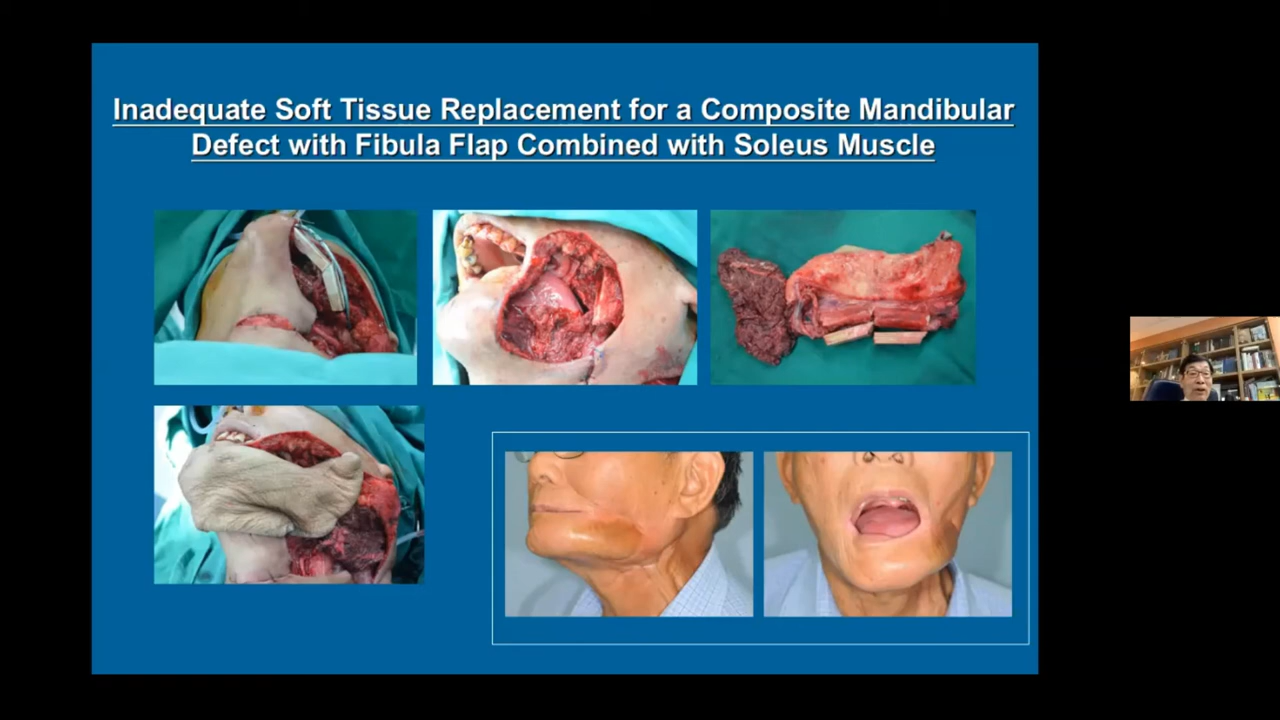 Inadequate Soft Tissue Replacement for a Composite Mandibular
Defect with Fibula Flap Combined with Soleus Muscle